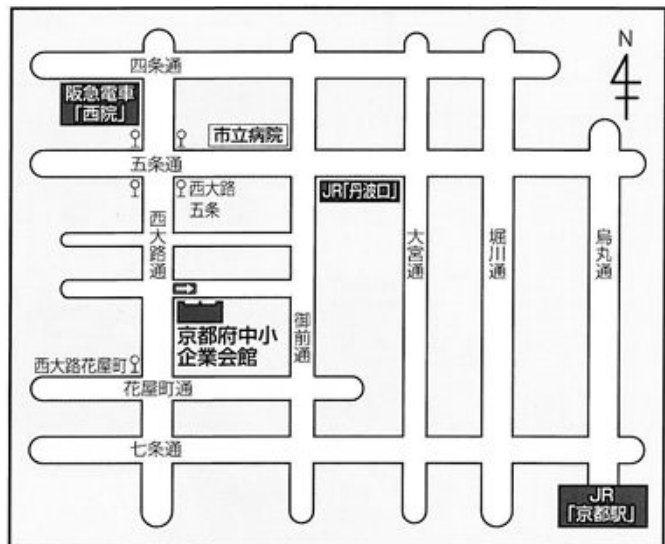 N
四条通
阪急電車
「西院」
市立病院
五条通
西大路
五条
JR「丹波口」
西大路通
大宮通
堀川通
烏丸通
御前通
京都府中小
企業会館
西大路花屋町
花屋町通
七条通
JR
「京都駅」